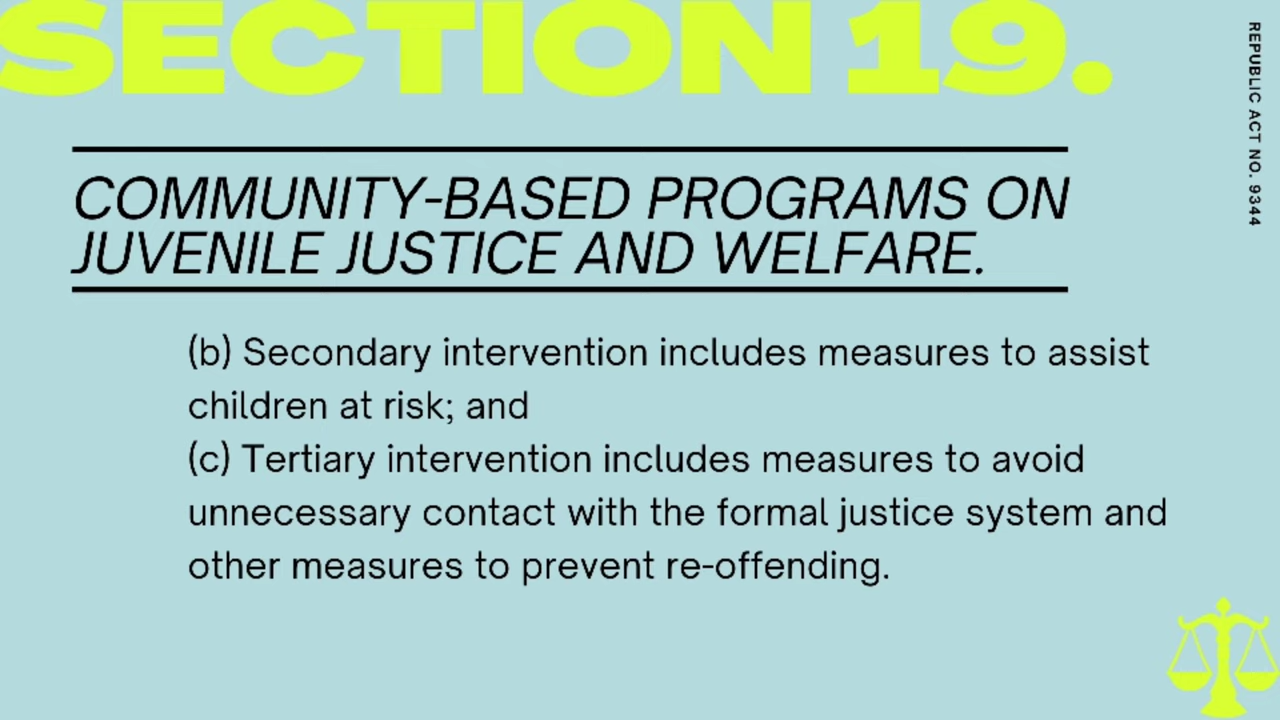 SECTION 19.
REPUBLIC ACT NO. 9344
COMMUNITY-BASED PROGRAMS ON
JUVENILE JUSTICE AND WELFARE.
(b) Secondary intervention includes measures to assist
children at risk; and
(c) Tertiary intervention includes measures to avoid
unnecessary contact with the formal justice system and
other measures to prevent re-offending.